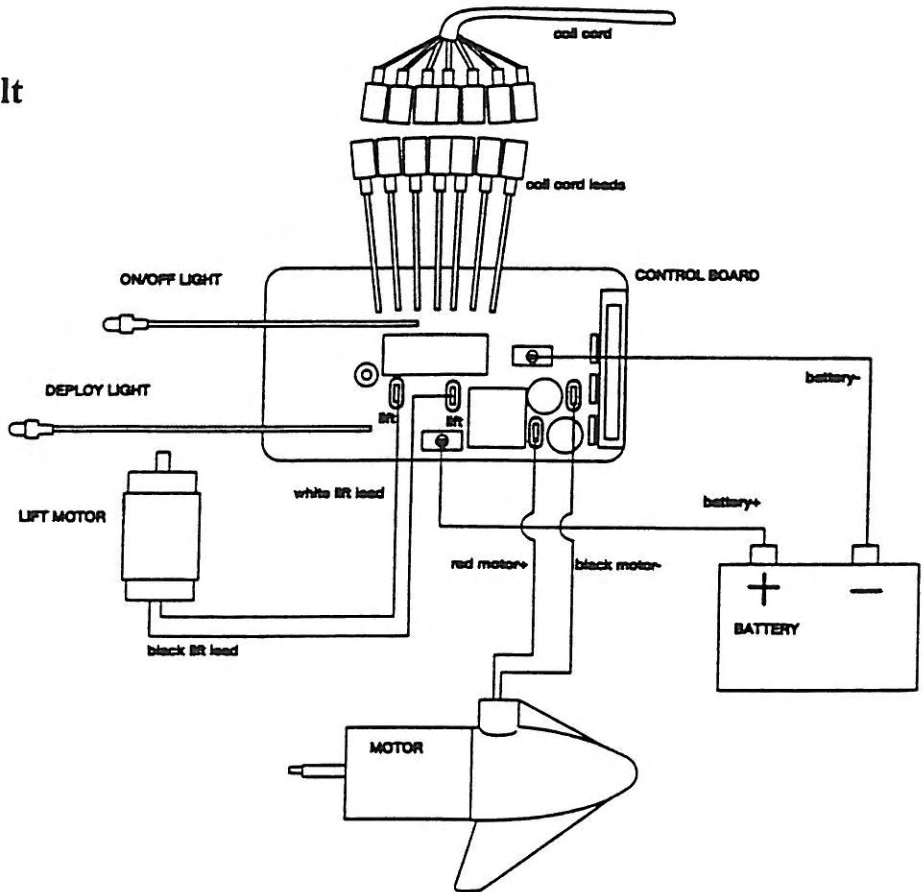 coil cord
lt
coil cord leads
ON/OFF LIGHT
CONTROL BOARD
DEPLOY LIGHT
battery-
lift
lift
white lift lead
LIFT MOTOR
battery+
red motor+
black motor-
+
—
BATTERY
black lift lead
MOTOR